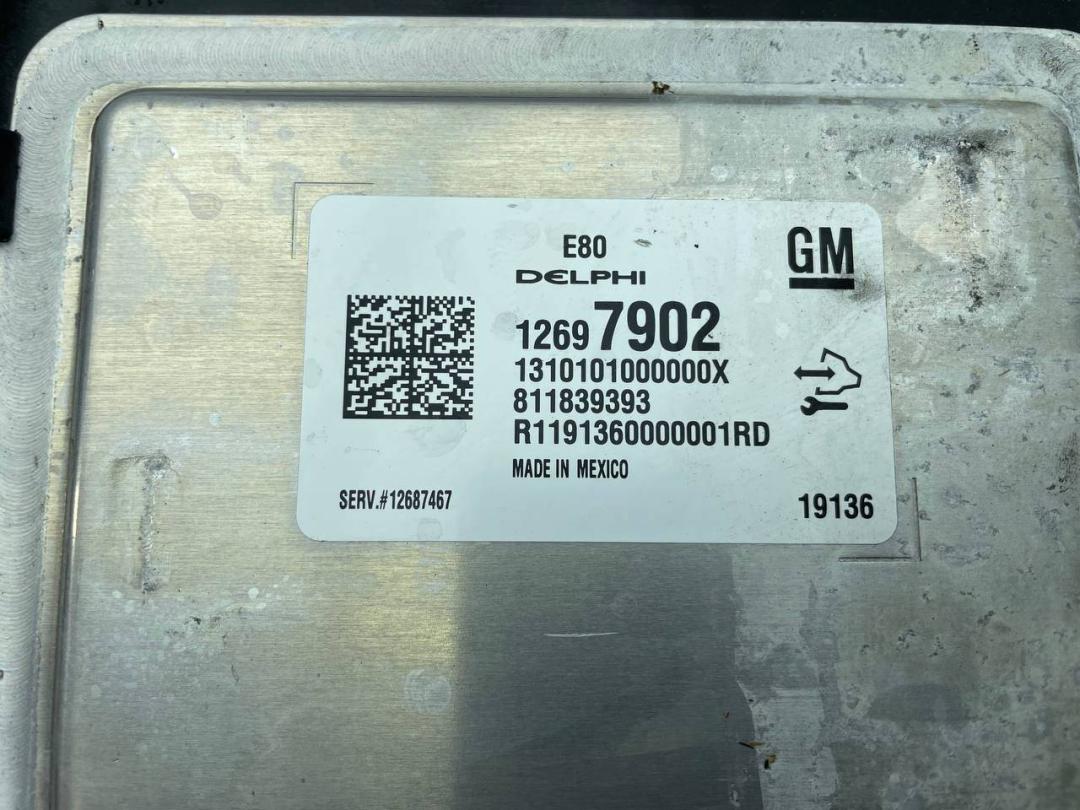 E80
DELPHI
GM
12697902
1310101000000X
811839393
R1191360000001RD
MADE IN MEXICO
SERV.#12687467
19136